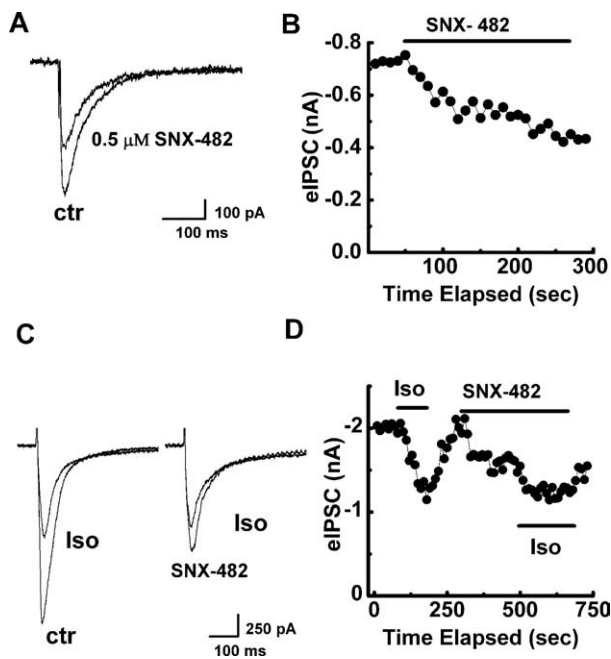 A
0.5 μM SNX-482
ctr
100 pA
100 ms
B
SNX- 482
eIPSC (nA)
-0.8
-0.6
-0.4
-0.2
0.0
100
200
300
Time Elapsed (sec)
C
Iso
ctr
Iso
SNX-482
250 pA
100 ms
D
Iso
SNX-482
eIPSC (nA)
-2
-1
0
Iso
0
250
500
750
Time Elapsed (sec)